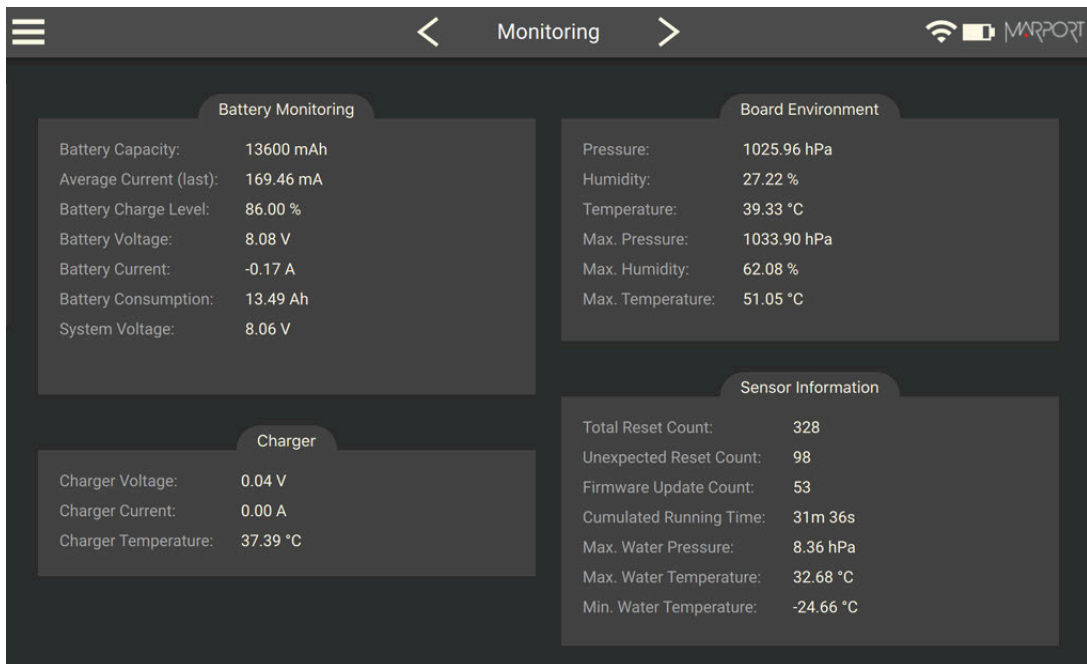 Monitoring
MARPORT
Battery Monitoring
Battery Capacity: 13600 mAh
Average Current (last): 169.46 mA
Battery Charge Level: 86.00 %
Battery Voltage: 8.08 V
Battery Current: -0.17 A
Battery Consumption: 13.49 Ah
System Voltage: 8.06 V
Charger
Charger Voltage: 0.04 V
Charger Current: 0.00 A
Charger Temperature: 37.39 °C
Board Environment
Pressure: 1025.96 hPa
Humidity: 27.22 %
Temperature: 39.33 °C
Max. Pressure: 1033.90 hPa
Max. Humidity: 62.08 %
Max. Temperature: 51.05 °C
Sensor Information
Total Reset Count: 328
Unexpected Reset Count: 98
Firmware Update Count: 53
Cumulated Running Time: 31m 36s
Max. Water Pressure: 8.36 hPa
Max. Water Temperature: 32.68 °C
Min. Water Temperature: -24.66 °C